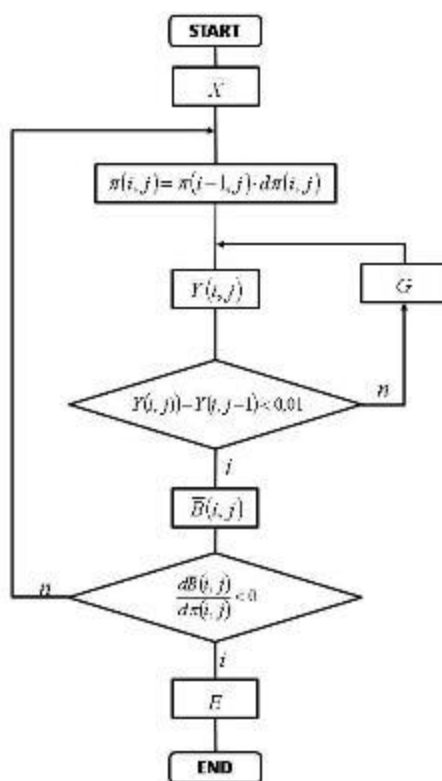 START
X
π(i, j) = π(i−1, j)·dπ(i, j)
Y(i, j)
G
Y(i, j)) − Y(i, j−1) < 0.01
n
i
B̅(i, j)
n
dB(i, j)
dπ(i, j) < 0
i
E
END